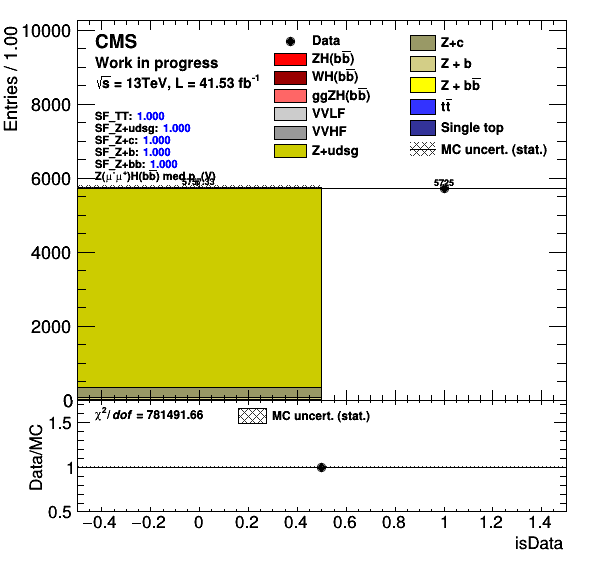 Entries / 1.00
10000
8000
6000
4000
2000
0
CMS
Work in progress
√s = 13TeV, L = 41.53 fb⁻¹
SF_TT: 1.000
SF_Z+udsg: 1.000
SF_Z+c: 1.000
SF_Z+b: 1.000
SF_Z+bb: 1.000
Z(μ⁻μ⁺)H(bb̅) med p (V)
Data
ZH(bb̅)
WH(bb̅)
ggZH(bb̅)
VVLF
VVHF
Z+udsg
Z+c
Z + b
Z + bb̅
tt̅
Single top
MC uncert. (stat.)
5725
χ²/dof = 781491.66
MC uncert. (stat.)
Data/MC
1.5
1
0.5
−0.4 −0.2 0 0.2 0.4 0.6 0.8 1 1.2 1.4
isData